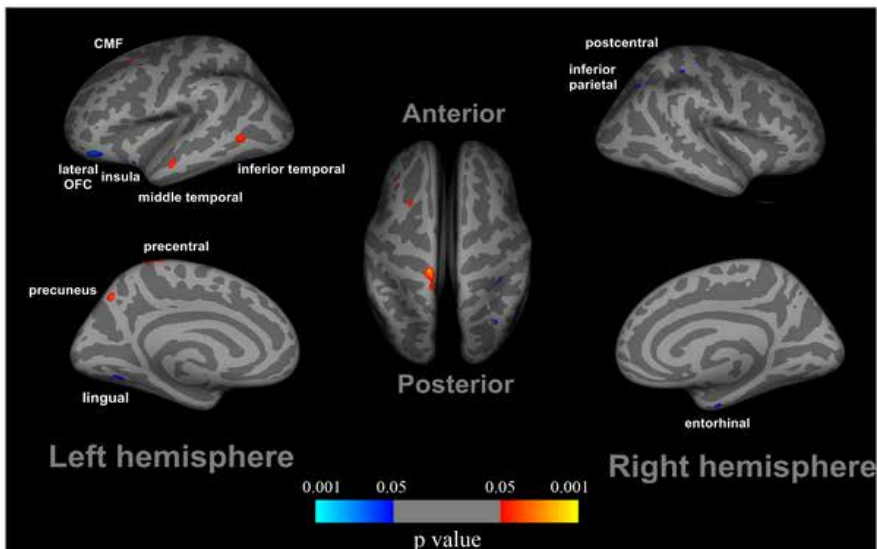 CMF
lateral
OFC
insula
middle temporal
inferior temporal
Anterior
postcentral
inferior
parietal
precentral
precuneus
lingual
Posterior
entorhinal
Left hemisphere
Right hemisphere
0.001 0.05 0.05 0.001
p value